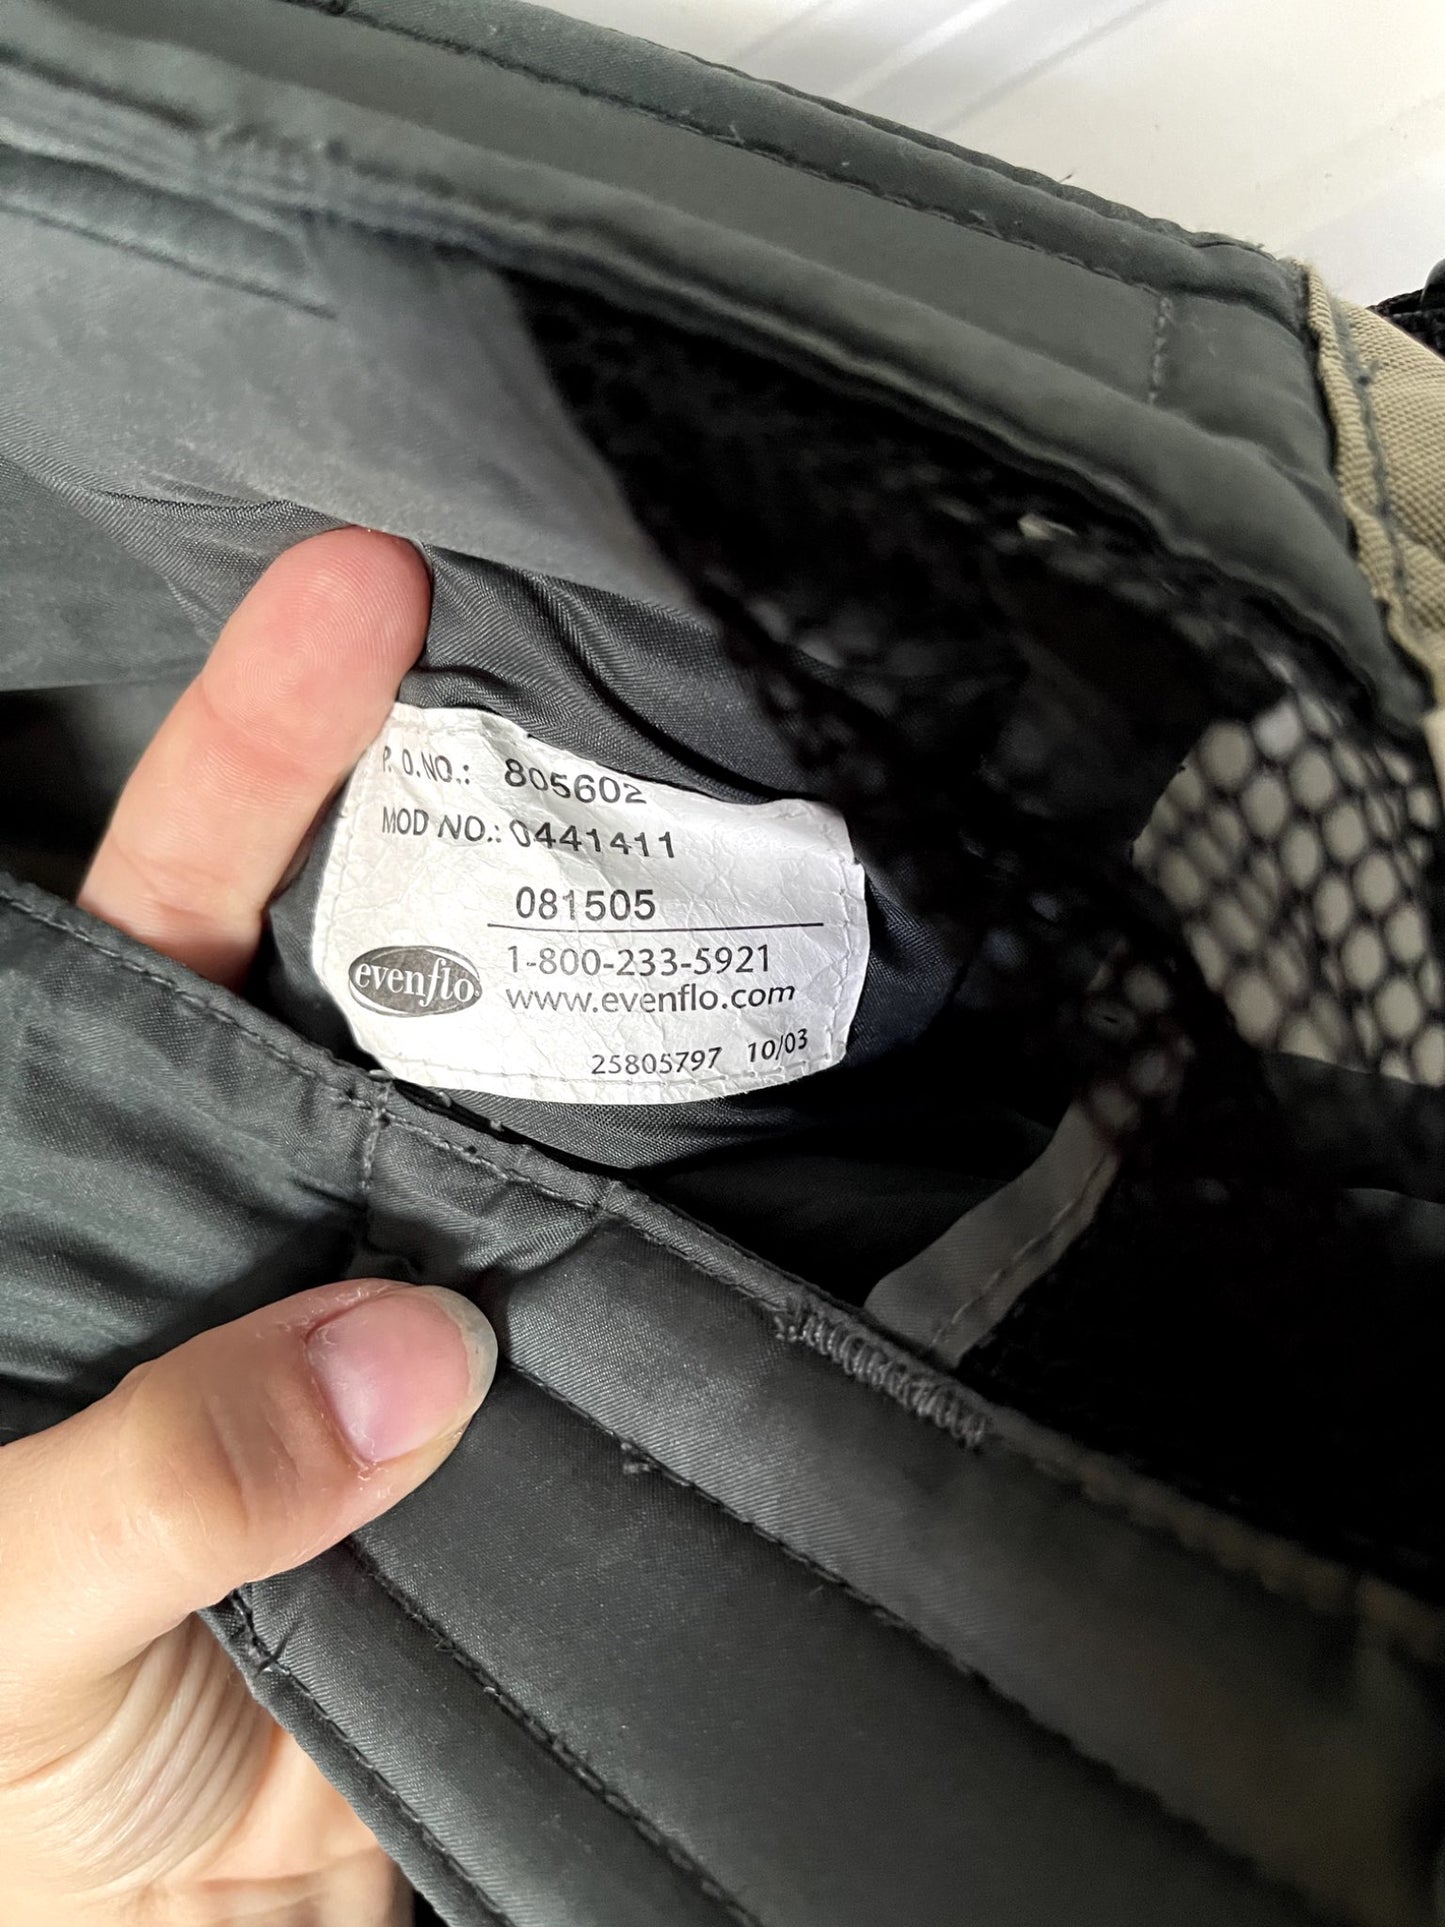 P. O.NO.: 805602
MOD NO.: 0441411
081505
evenflo
1-800-233-5921
www.evenflo.com
25805797 10/03